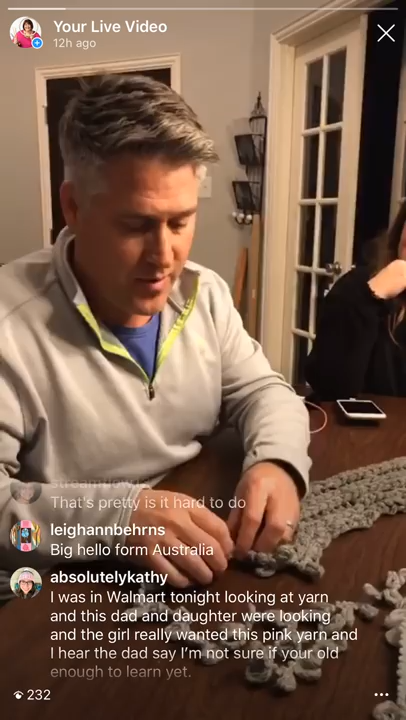 Your Live Video
12h ago
That's pretty is it hard to do
leighannbehrns
Big hello form Australia
absolutelykathy
I was in Walmart tonight looking at yarn
and this dad and daughter were looking
and the girl really wanted this pink yarn and
I hear the dad say I'm not sure if your old
enough to learn yet.
232